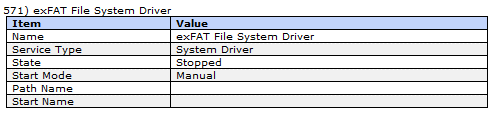 571) exFAT File System Driver
Item Value
Name exFAT File System Driver
Service Type System Driver
State Stopped
Start Mode Manual
Path Name
Start Name